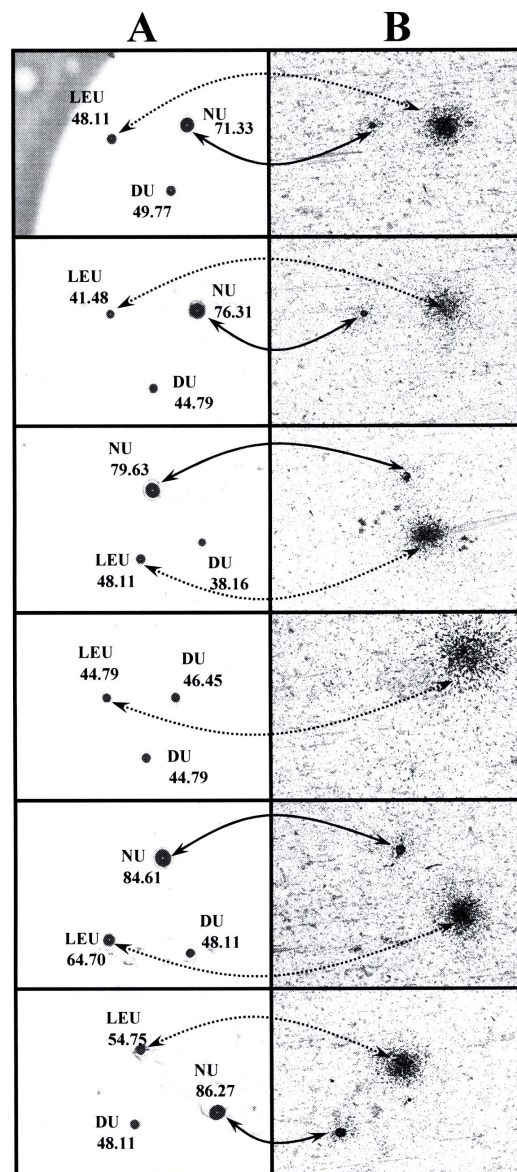 A
B
LEU
48.11
NU
71.33
DU
49.77
LEU
41.48
NU
76.31
DU
44.79
NU
79.63
LEU
48.11
DU
38.16
LEU
44.79
DU
46.45
DU
44.79
NU
84.61
LEU
64.70
DU
48.11
LEU
54.75
NU
86.27
DU
48.11